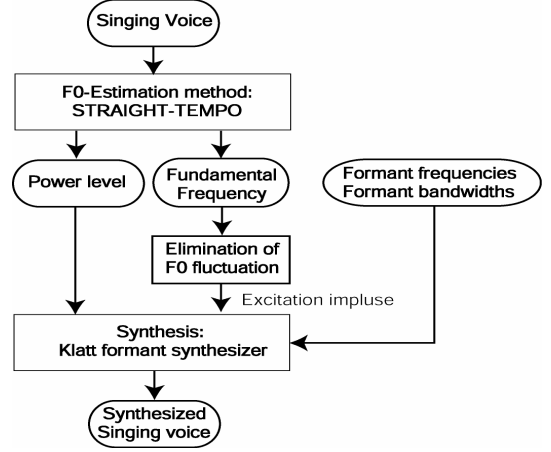 Singing Voice
F0-Estimation method:
STRAIGHT-TEMPO
Power level
Fundamental
Frequency
Formant frequencies
Formant bandwidths
Elimination of
F0 fluctuation
Excitation impluse
Synthesis:
Klatt formant synthesizer
Synthesized
Singing voice